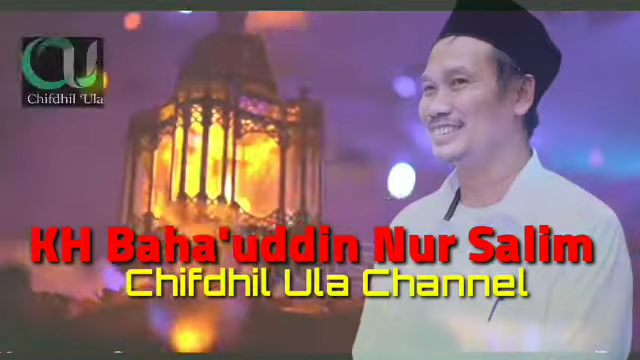 Chifdhil Ula
KH Baha'uddin Nur Salim
Chifdhil Ula Channel